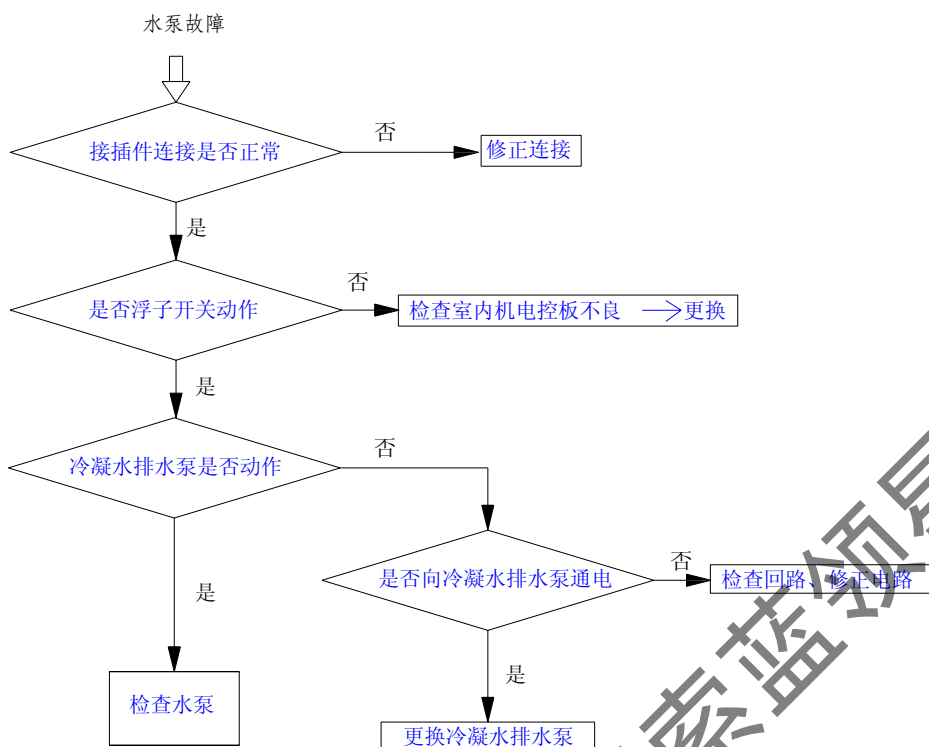 水泵故障
接插件连接是否正常
否
修正连接
是
是否浮子开关动作
否
检查室内机电控板不良 →更换
是
冷凝水排水泵是否动作
否
是否向冷凝水排水泵通电
否
检查回路、修正电路
是
检查水泵
是
更换冷凝水排水泵
索蓝领